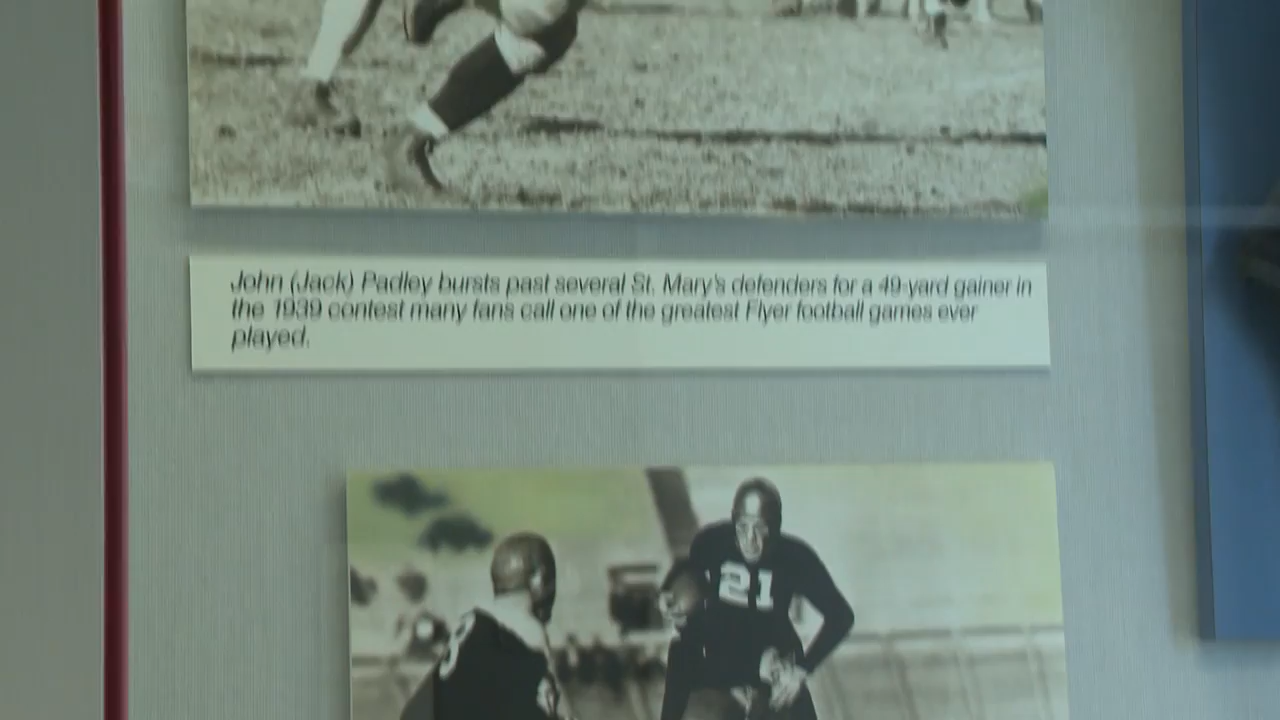 John (Jack) Padley bursts past several St. Mary's defenders for a 49-yard gainer in
the 1939 contest many fans call one of the greatest Flyer football games ever
played.
21